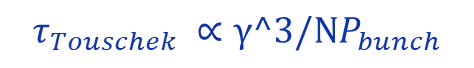 τ_Touschek ∝ γ^3/NP_bunch